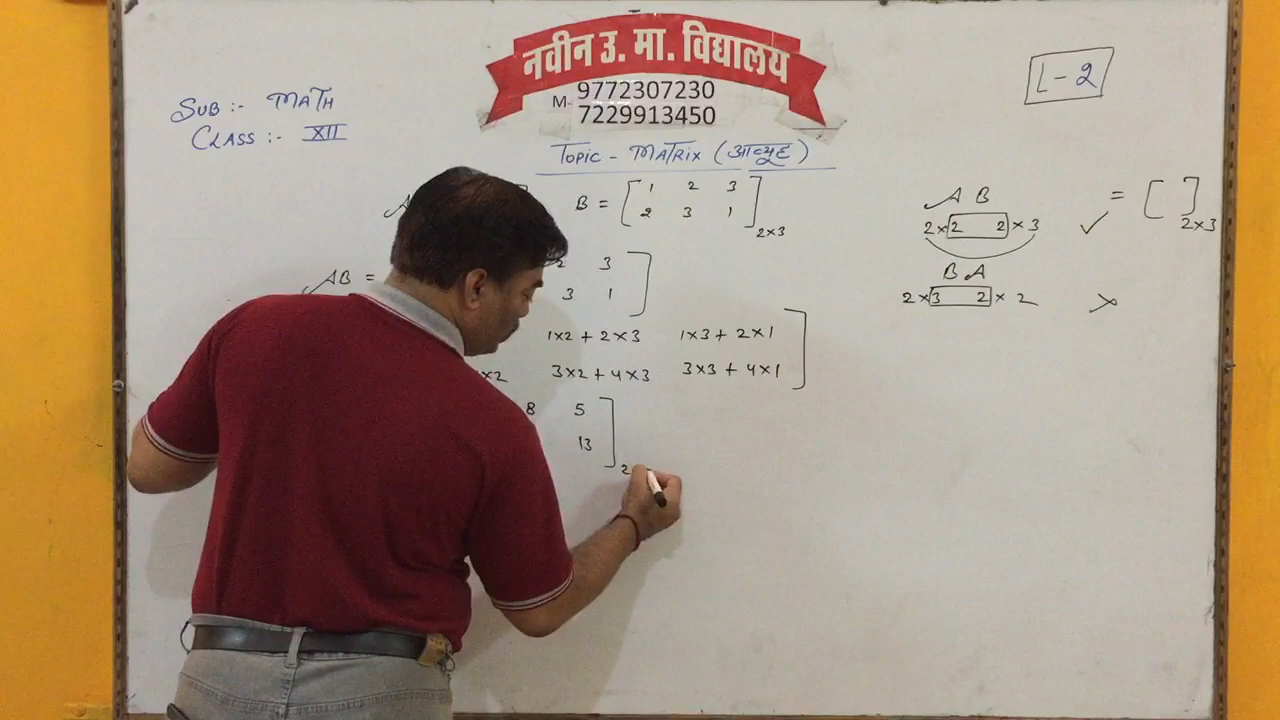 नवीन उ. मा. विद्यालय
M- 9772307230
7229913450
L-2
SUB :- MATH
CLASS :- XII
TOPIC - MATRIX (आव्यूह)
A
B = [ 1 2 3
2 3 1 ] 2×3
AB =
2 3
3 1 ]
1×2 + 2×3 1×3 + 2×1
×2 3×2 + 4×3 3×3 + 4×1 ]
8 5
13 ] 2
A B
2×2 2×3 ✓ = [ ] 2×3
B A
2×3 2×2 ×